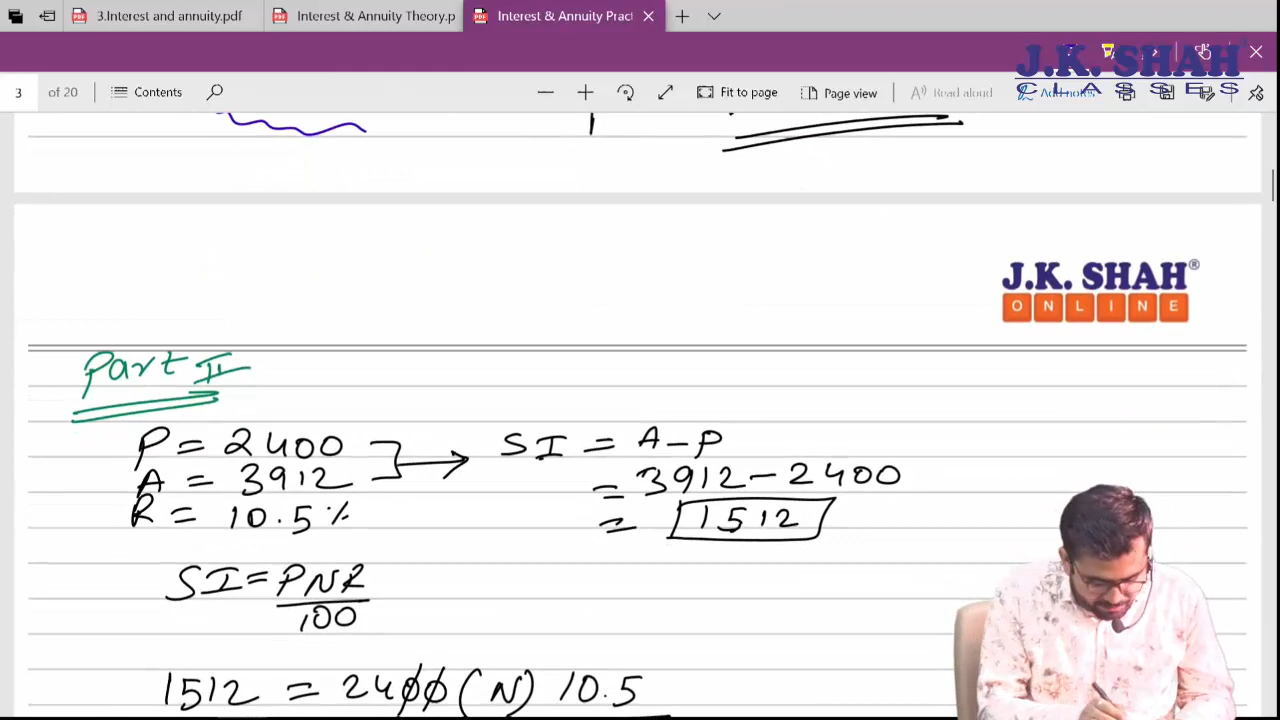 3.Interest and annuity.pdf
Interest & Annuity Theory.p
Interest & Annuity Pract
J.K. SHAH®
CLASSES
3 of 20
Contents
Fit to page
Page view
Read aloud
Add notes
J.K. SHAH®
ONLINE
Part II
P = 2400
SI = A - P
A = 3912
= 3912 - 2400
R = 10.5%
= 1512
SI = PNR
100
1512 = 2400 (N) 10.5